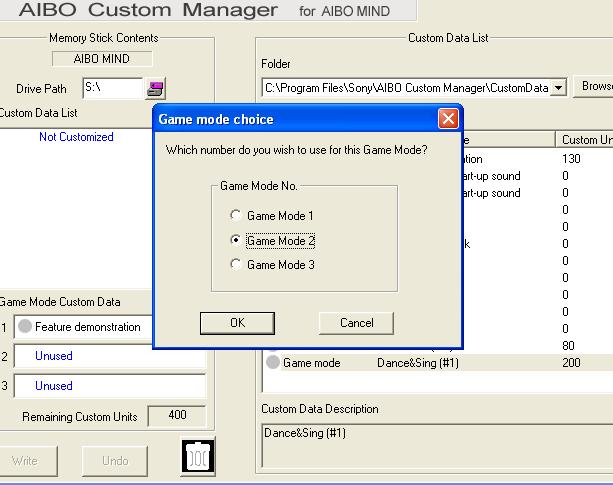 AIBO Custom Manager for AIBO MIND
Memory Stick Contents
AIBO MIND
Drive Path S:\
Custom Data List
Not Customized
Game Mode Custom Data
1 Feature demonstration
2 Unused
3 Unused
Remaining Custom Units 400
Write Undo
Custom Data List
Folder
C:\Program Files\Sony\AIBO Custom Manager\CustomData Browse
Custom Un
130
art-up sound 0
art-up sound 0
0
0
0
0
0
0
0
0
80
Game mode Dance&Sing (#1) 200
Custom Data Description
Dance&Sing (#1)
Game mode choice
Which number do you wish to use for this Game Mode?
Game Mode No.
Game Mode 1
Game Mode 2
Game Mode 3
OK Cancel